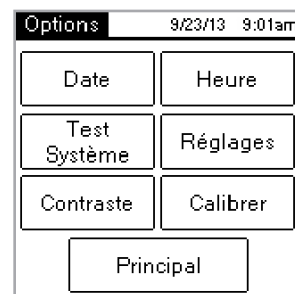 Options 9/23/13 9:01am
Date Heure
Test
Système Réglages
Contraste Calibrer
Principal